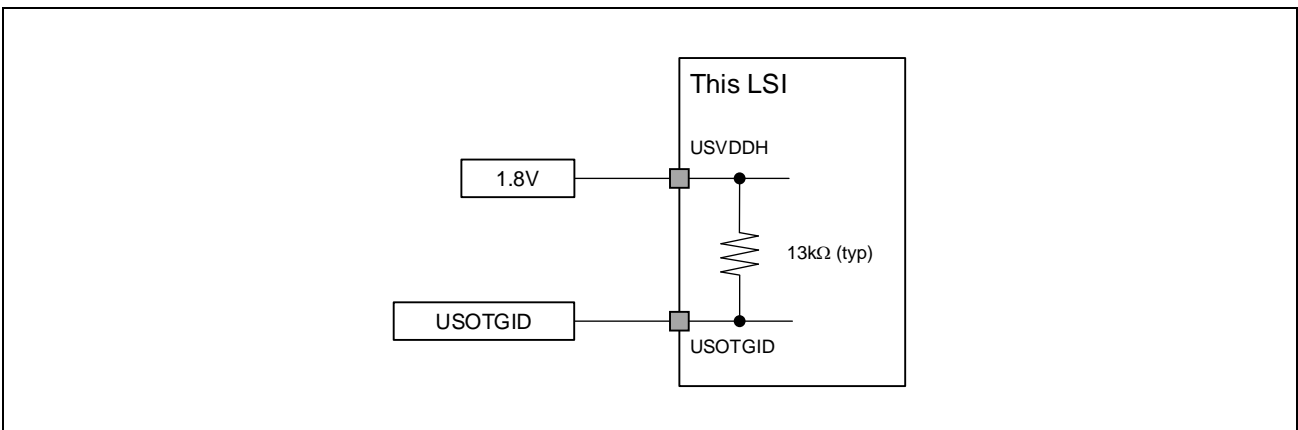 This LSI
USVDDH
1.8V
13kΩ (typ)
USOTGID
USOTGID